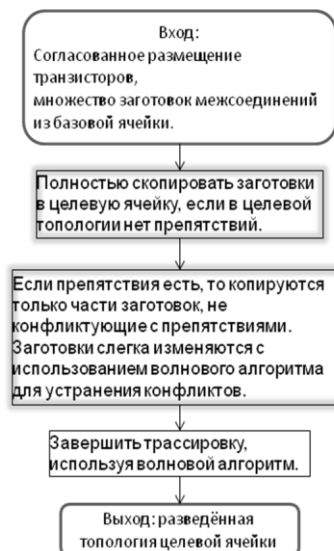 Вход:
Согласованное размещение
транзисторов,
множество заготовок межсоединений
из базовой ячейки.
Полностью скопировать заготовки
в целевую ячейку, если в целевой
топологии нет препятствий.
Если препятствия есть, то копируются
только части заготовок, не
конфликтующие с препятствиями.
Заготовки слегка изменяются с
использованием волнового алгоритма
для устранения конфликтов.
Завершить трассировку,
используя волновой алгоритм.
Выход: разведённая
топология целевой ячейки